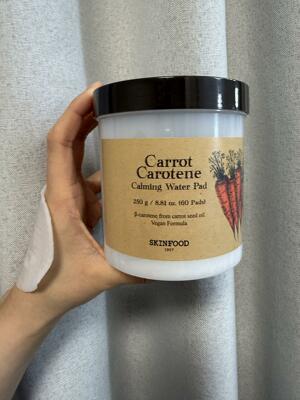 Carrot
Carotene
Calming Water Pad
250 g / 8.81 oz. (60 Pads)
β-carotene from carrot seed oil
Vegan Formula
SKINFOOD
1957